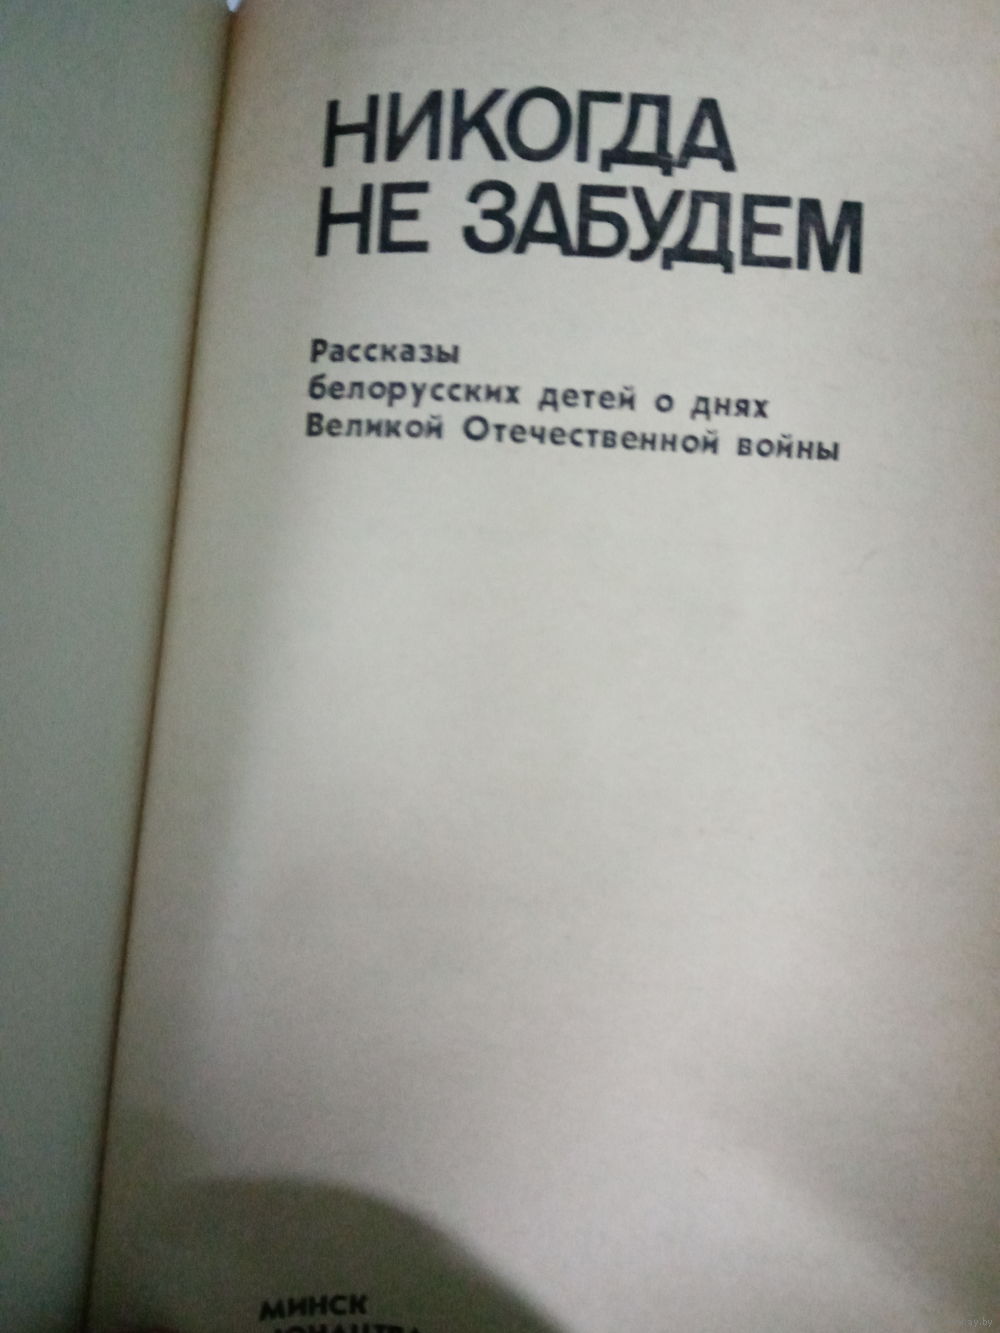 НИКОГДА
НЕ ЗАБУДЕМ
Рассказы
белорусских детей о днях
Великой Отечественной войны
МИНСК